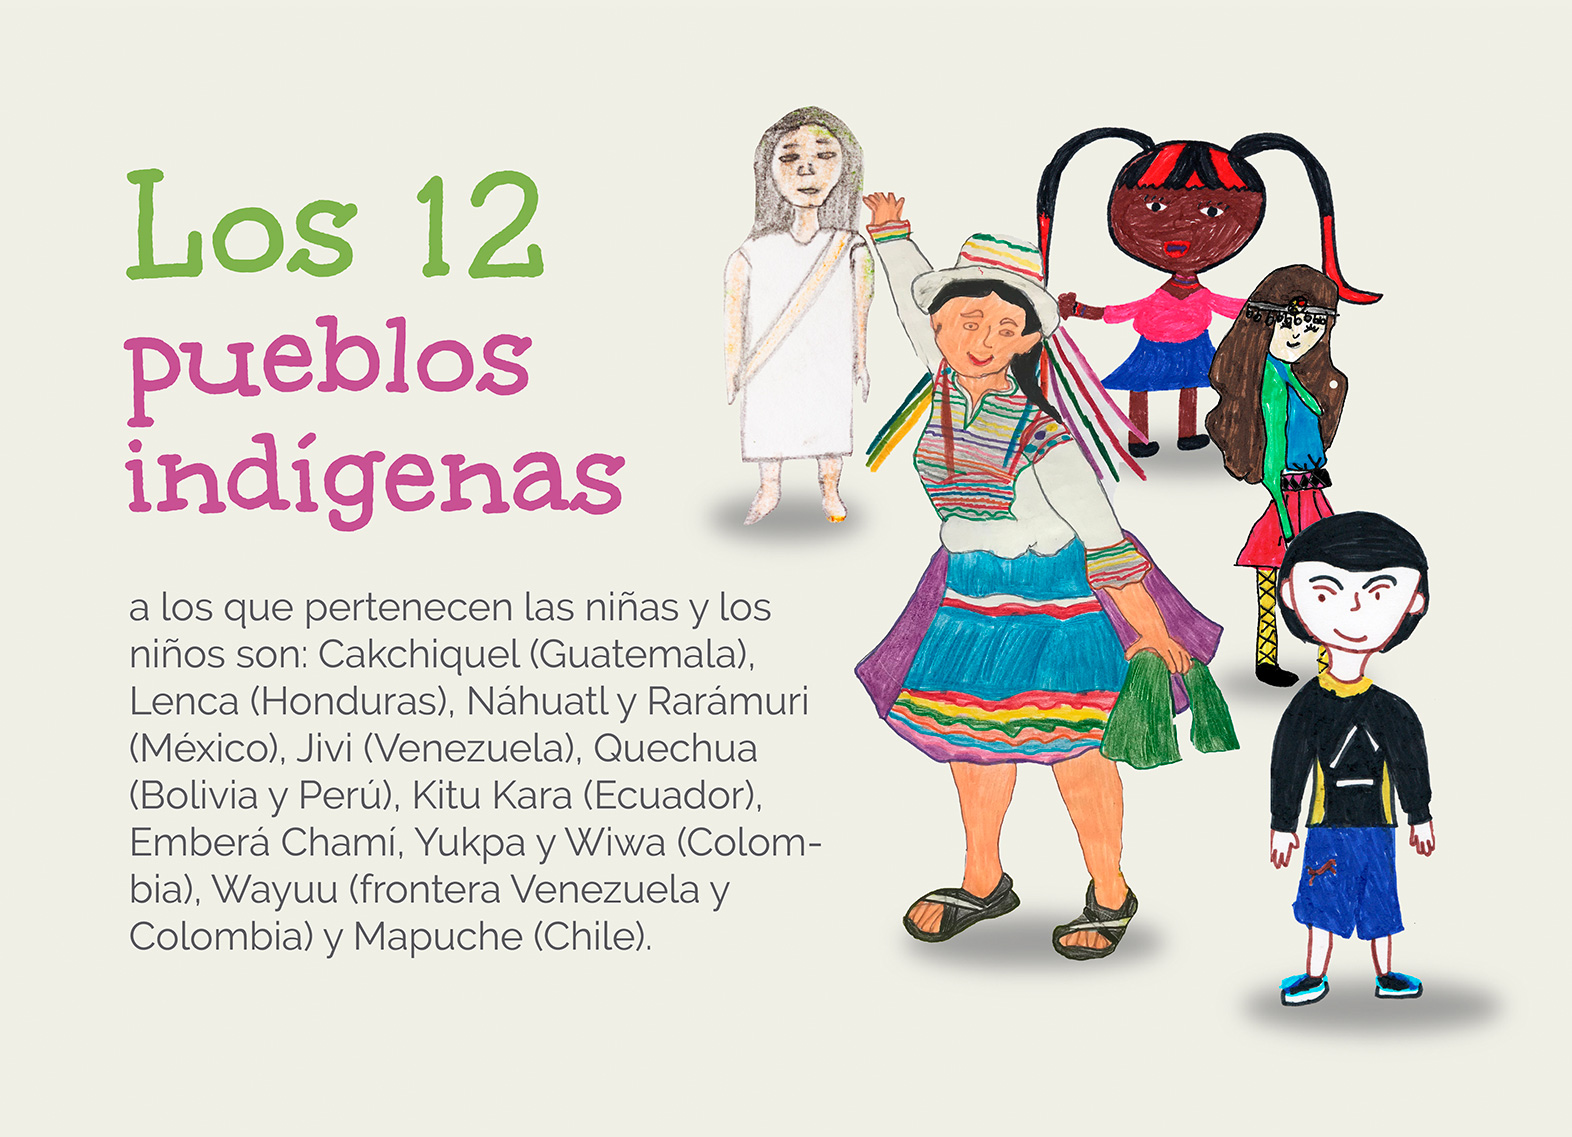 Los 12
pueblos
indígenas
a los que pertenecen las niñas y los
niños son: Cakchiquel (Guatemala),
Lenca (Honduras), Náhuatl y Rarámuri
(México), Jivi (Venezuela), Quechua
(Bolivia y Perú), Kitu Kara (Ecuador),
Emberá Chamí, Yukpa y Wiwa (Colom-
bia), Wayuu (frontera Venezuela y
Colombia) y Mapuche (Chile).